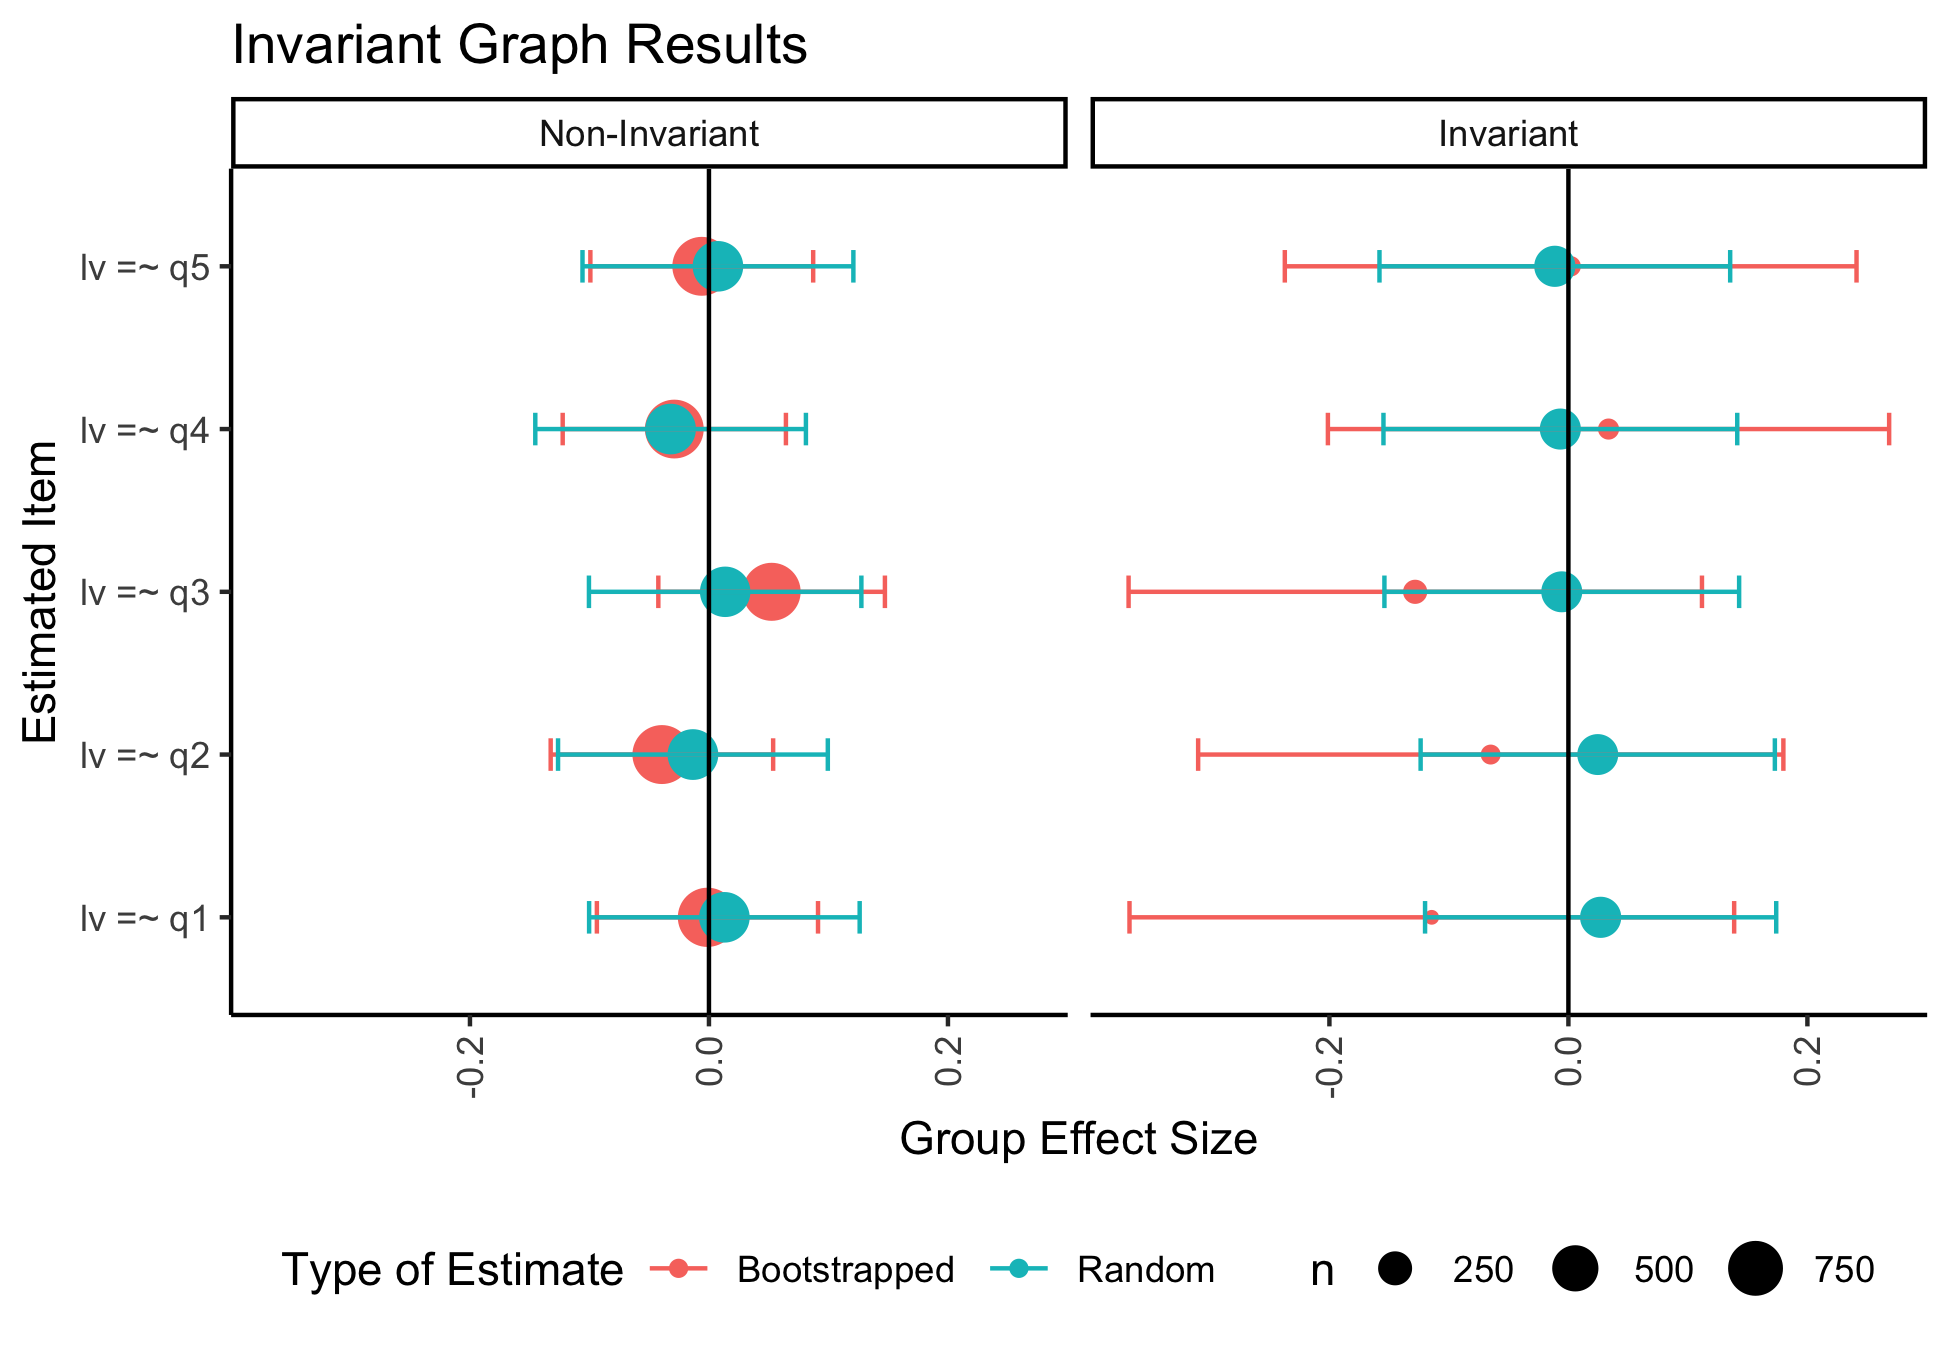 Invariant Graph Results
Non-Invariant
Invariant
Estimated Item
lv =~ q5
lv =~ q4
lv =~ q3
lv =~ q2
lv =~ q1
-0.2 0.0 0.2
-0.2 0.0 0.2
Group Effect Size
Type of Estimate Bootstrapped Random n 250 500 750